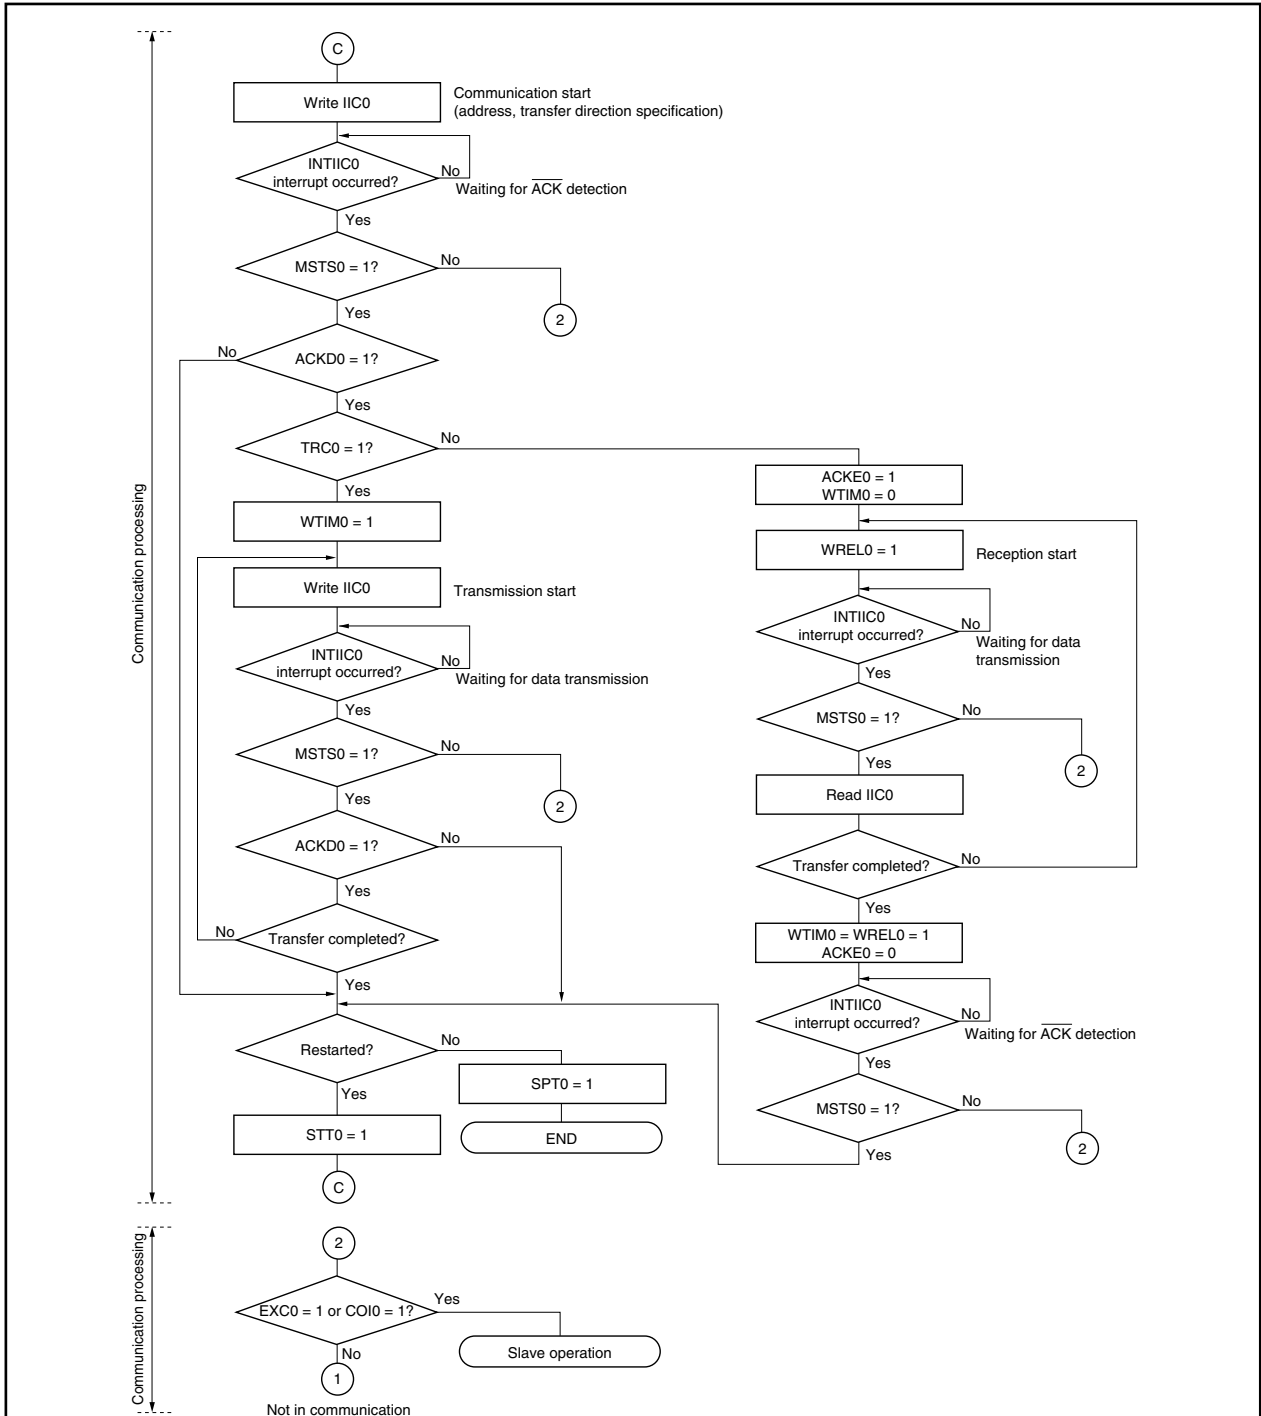 C
Write IIC0
Communication start
(address, transfer direction specification)
INTIIC0
interrupt occurred?
No
Waiting for ACK detection
Yes
MSTS0 = 1?
No
2
Yes
ACKD0 = 1?
No
Yes
TRC0 = 1?
No
Yes
WTIM0 = 1
Write IIC0
Transmission start
INTIIC0
interrupt occurred?
No
Waiting for data transmission
Yes
MSTS0 = 1?
No
2
Yes
ACKD0 = 1?
No
Yes
Transfer completed?
No
Yes
Restarted?
No
SPT0 = 1
END
Yes
STT0 = 1
C
ACKE0 = 1
WTIM0 = 0
WREL0 = 1
Reception start
INTIIC0
interrupt occurred?
No
Waiting for data
transmission
Yes
MSTS0 = 1?
No
2
Yes
Read IIC0
Transfer completed?
No
Yes
WTIM0 = WREL0 = 1
ACKE0 = 0
INTIIC0
interrupt occurred?
No
Waiting for ACK detection
Yes
MSTS0 = 1?
No
2
Yes
Communication processing
2
EXC0 = 1 or COI0 = 1?
Yes
Slave operation
No
1
Not in communication
Communication processing